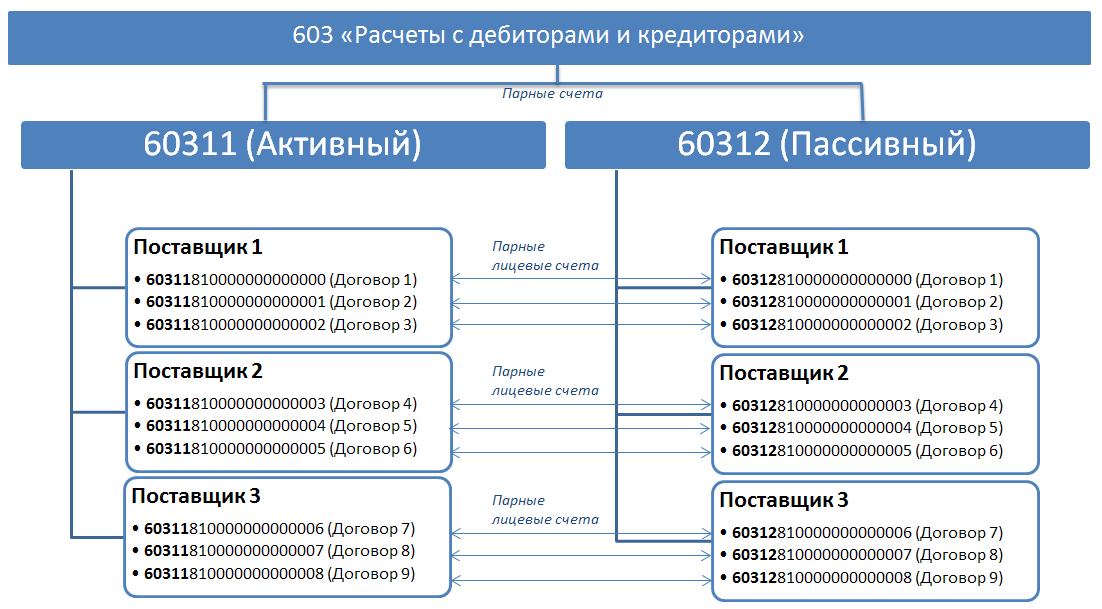 603 «Расчеты с дебиторами и кредиторами»
Парные счета
60311 (Активный)
60312 (Пассивный)
Поставщик 1
• 60311810000000000000 (Договор 1)
• 60311810000000000001 (Договор 2)
• 60311810000000000002 (Договор 3)
Парные
лицевые счета
Поставщик 1
• 60312810000000000000 (Договор 1)
• 60312810000000000001 (Договор 2)
• 60312810000000000002 (Договор 3)
Поставщик 2
• 60311810000000000003 (Договор 4)
• 60311810000000000004 (Договор 5)
• 60311810000000000005 (Договор 6)
Парные
лицевые счета
Поставщик 2
• 60312810000000000003 (Договор 4)
• 60312810000000000004 (Договор 5)
• 60312810000000000005 (Договор 6)
Поставщик 3
• 60311810000000000006 (Договор 7)
• 60311810000000000007 (Договор 8)
• 60311810000000000008 (Договор 9)
Парные
лицевые счета
Поставщик 3
• 60312810000000000006 (Договор 7)
• 60312810000000000007 (Договор 8)
• 60312810000000000008 (Договор 9)